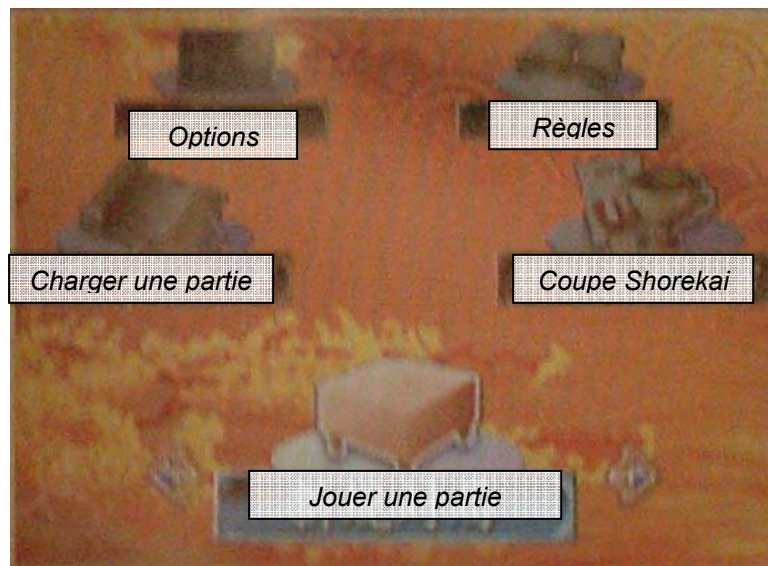 Options
Règles
Charger une partie
Coupe Shorekai
Jouer une partie